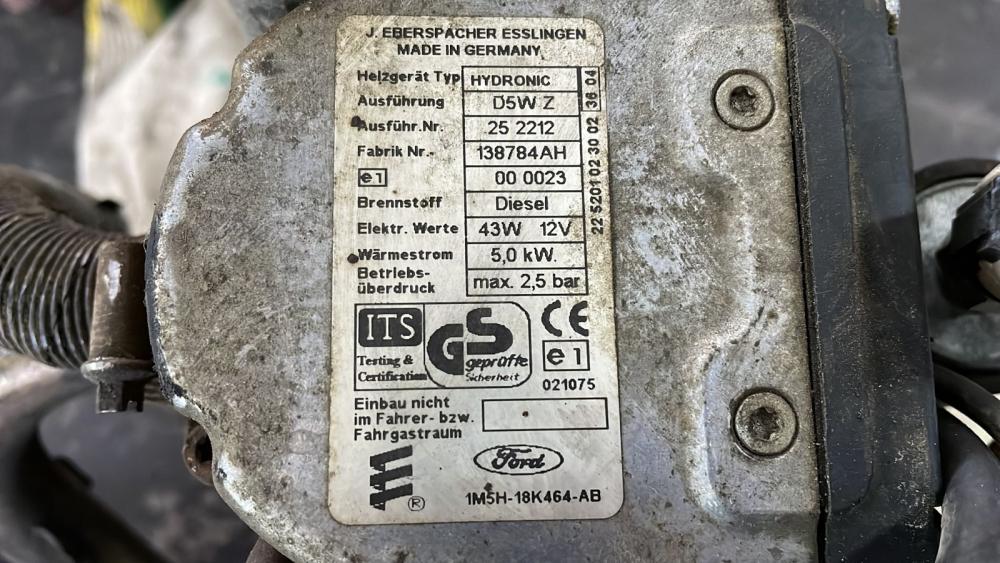 J. EBERSPÄCHER ESSLINGEN
MADE IN GERMANY
Heizgerät Typ HYDRONIC
Ausführung D5W Z
Ausführ.Nr. 25 2212
Fabrik Nr.- 138784AH
e1 00 0023
Brennstoff Diesel
Elektr. Werte 43W 12V
Wärmestrom 5,0 kW.
Betriebs-
überdruck max. 2,5 bar
22 5201 02 30 02 36 04
ITS
Testing &
Certification
GS
geprüfte
Sicherheit
CE
e1
021075
Einbau nicht
im Fahrer- bzw.
Fahrgastraum
®
Ford
1M5H-18K464-AB